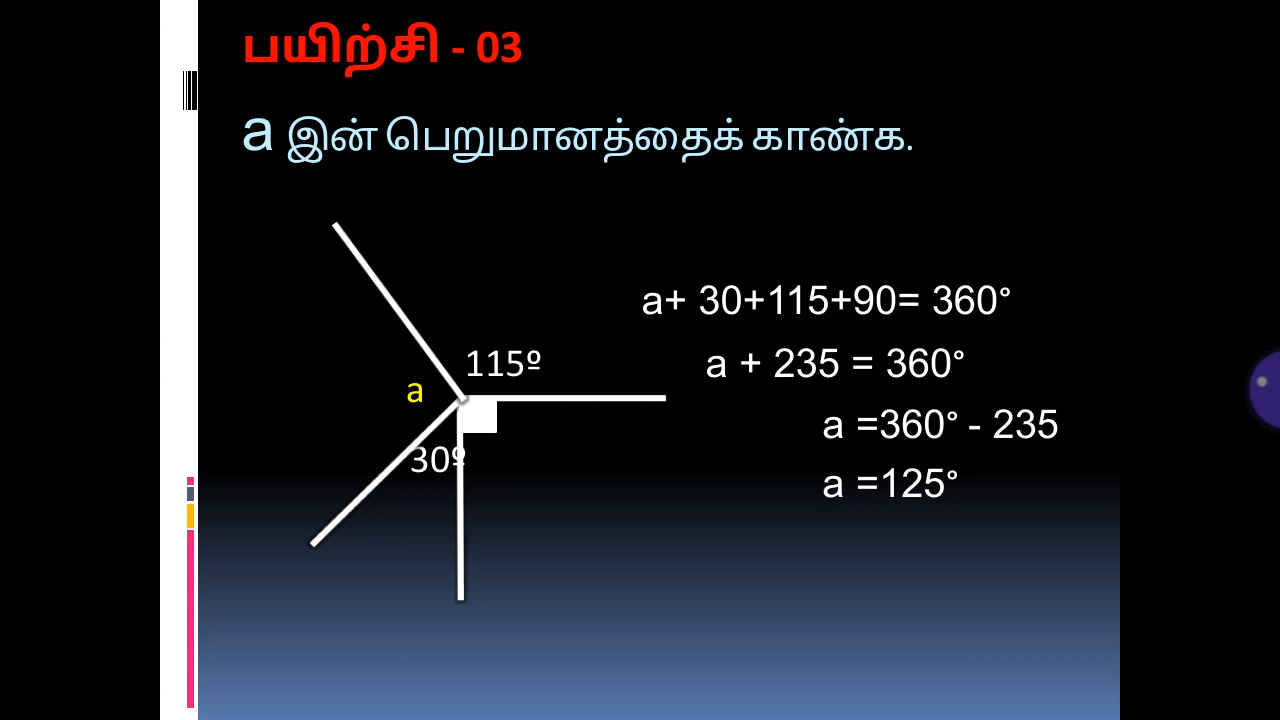 பயிற்சி - 03
a இன் பெறுமானத்தைக் காண்க.
a+ 30+115+90= 360°
115º
a + 235 = 360°
a
a =360° - 235
30º
a =125°